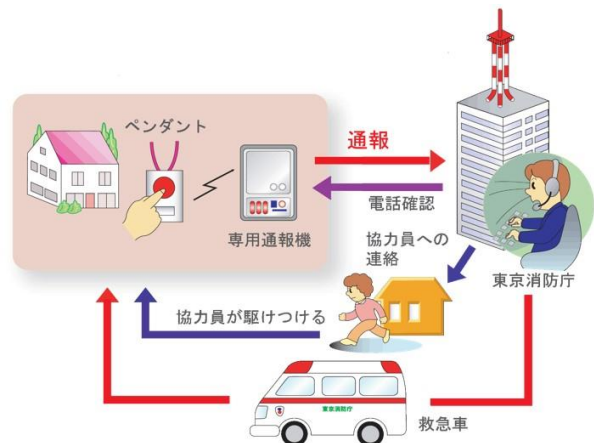 ペンダント
通報
電話確認
専用通報機
協力員への
連絡
東京消防庁
協力員が駆けつける
東京消防庁
救急車